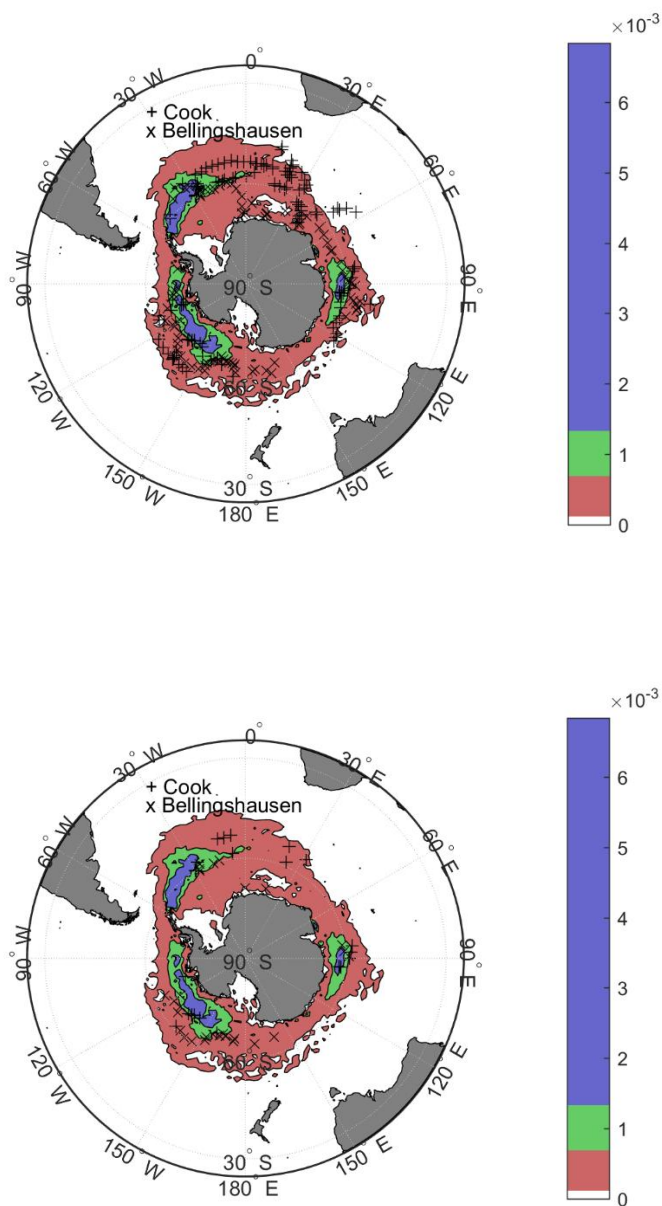 ×10⁻³
0°
30° W
30° E
+ Cook
x Bellingshausen
60° W
60° E
90° W
90° S
90° E
120° W
60 S
120° E
150° W
30 S
150° E
180° E
6
5
4
3
2
1
0
×10⁻³
0°
30° W
30° E
+ Cook
x Bellingshausen
60° W
60° E
90° W
90° S
90° E
120° W
60 S
120° E
150° W
30 S
150° E
180° E
6
5
4
3
2
1
0